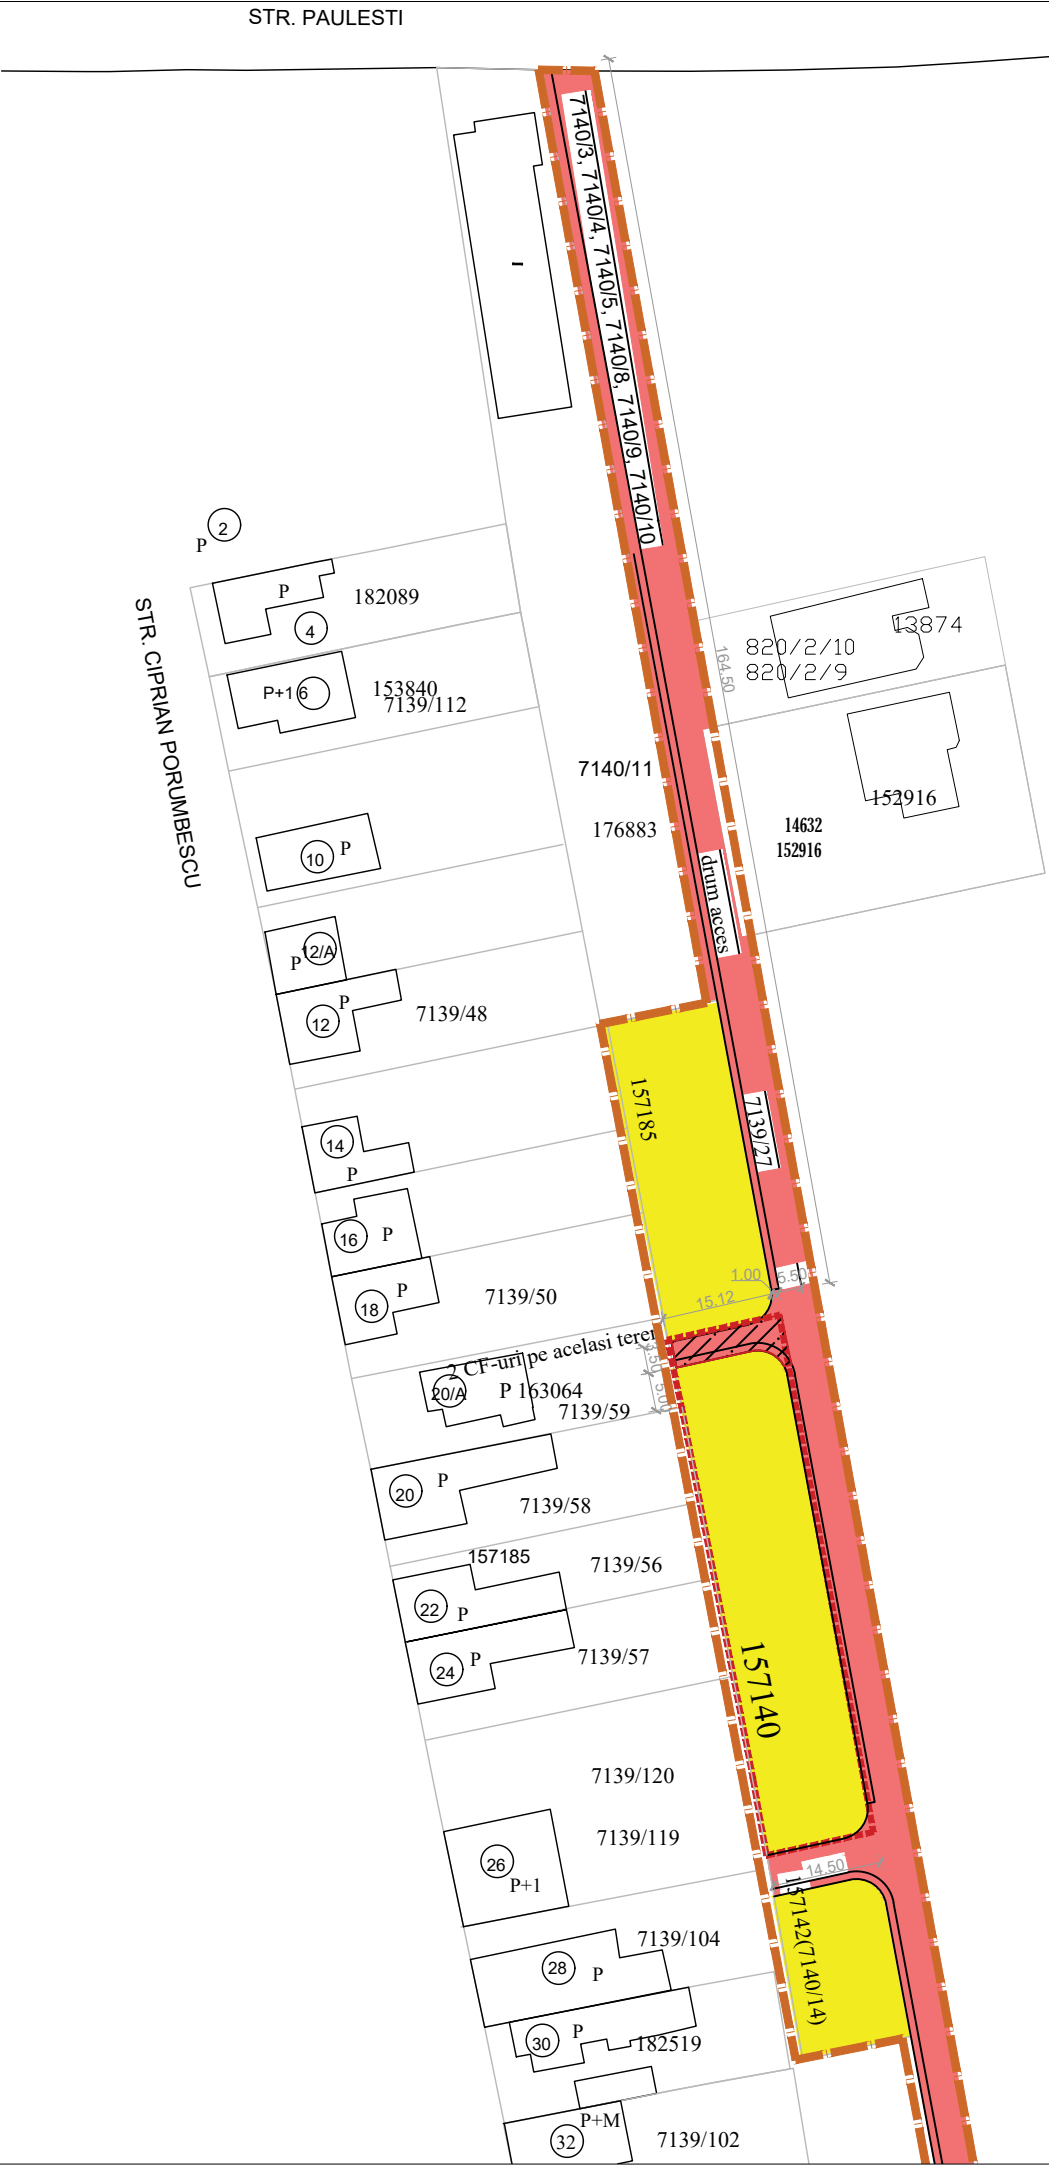 STR. PAULESTI
7140/3, 7140/4, 7140/5, 7140/8, 7140/9, 7140/10
I
2
P
STR. CIPRIAN PORUMBESCU
P
182089
4
P+1 6
153840
7139/112
820/2/10
820/2/9
13874
164.50
7140/11
176883
152916
14632
152916
10
P
drum acces
12/A
P
P
12
7139/48
157185
7139/27
14
P
16
P
18
P
7139/50
1.00
5.50
15.12
2 CF-uri pe acelasi terer
3.50
5.00
20/A
P 163064
7139/59
20
P
7139/58
157185
7139/56
22
P
24
P
7139/57
157140
7139/120
7139/119
26
P+1
14.50
157142(7140/14)
7139/104
28
P
30
P
182519
P+M
32
7139/102